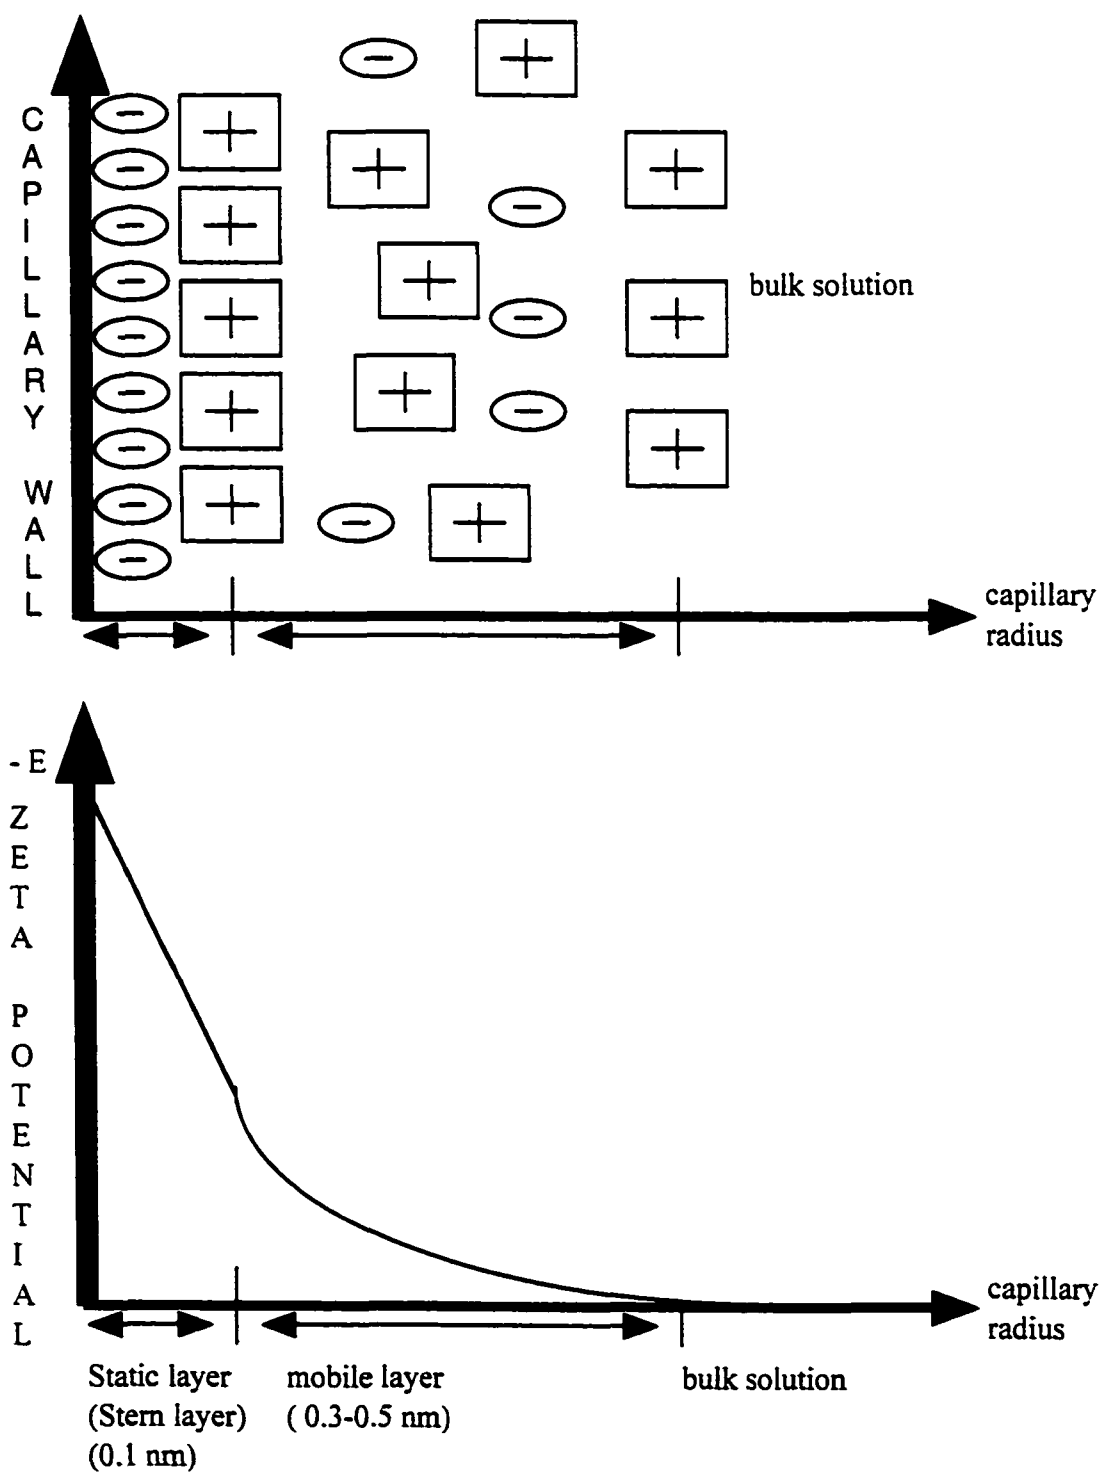 CAPILLARY WALL
bulk solution
capillary
radius
-E
ZETA POTENTIAL
capillary
radius
Static layer
(Stern layer)
(0.1 nm)
mobile layer
( 0.3-0.5 nm)
bulk solution